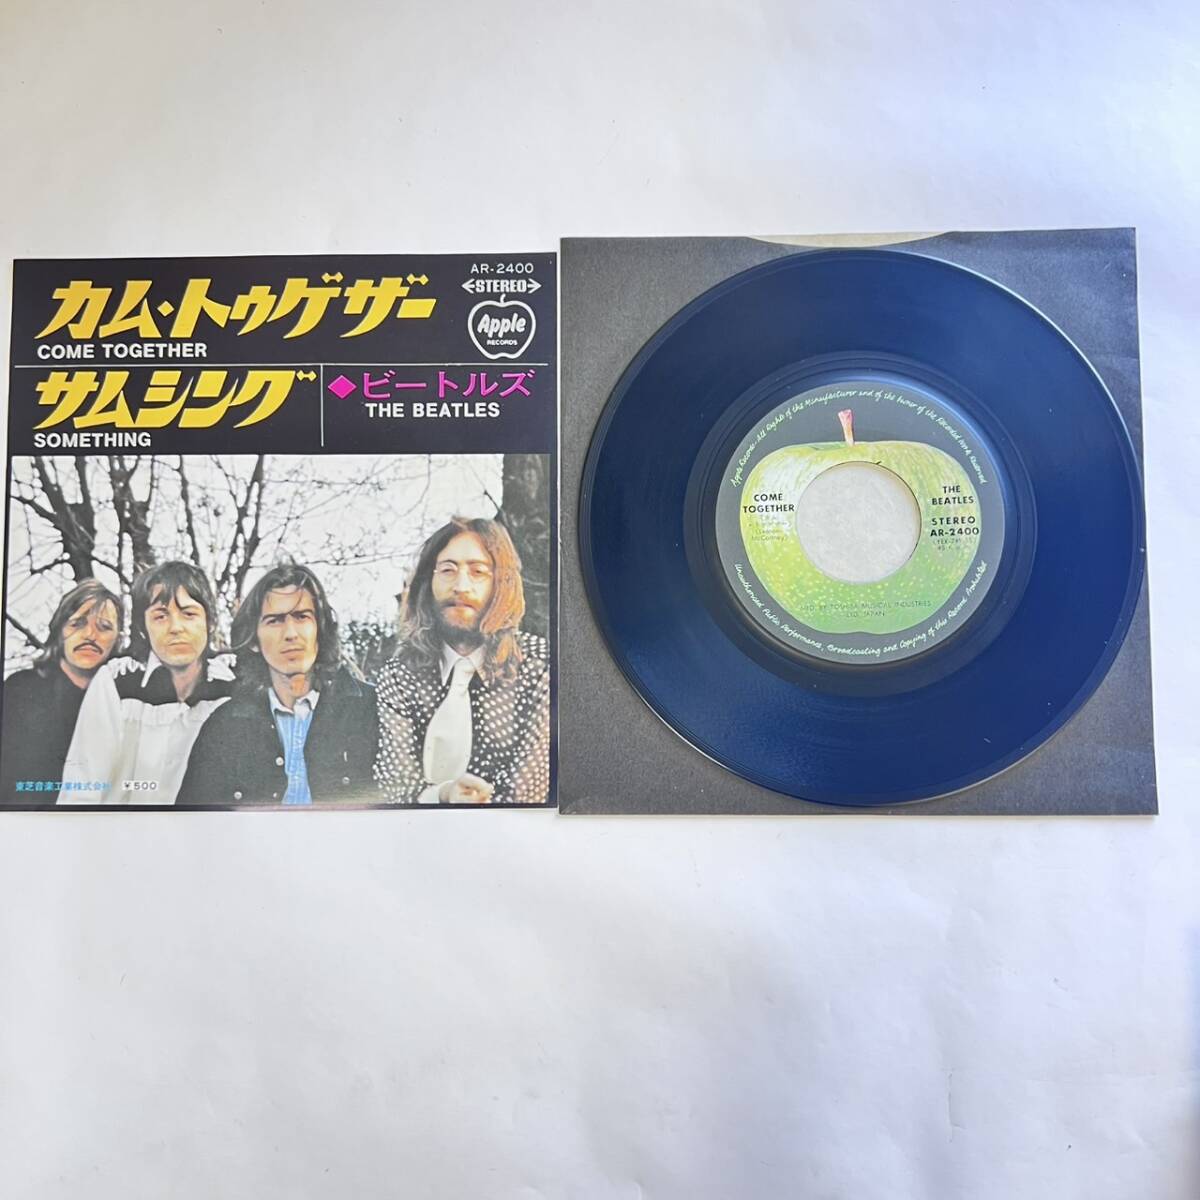 AR-2400
カム・トゥゲザー
←STEREO→
COME TOGETHER
Apple
RECORDS
サムシング
SOMETHING
◆ビートルズ
THE BEATLES
東芝音楽工業株式会社 ¥500
Apple Records. All Rights of the Manufacturer and of the Owner of the Recorded Work Reserved
COME
TOGETHER
(Lennon
McCartney)
THE
BEATLES
STEREO
AR-2400
MFD. BY TOSHIBA MUSICAL INDUSTRIES
LTD. JAPAN
Unauthorised Public Performance, Broadcasting and Copying of this Record Prohibited